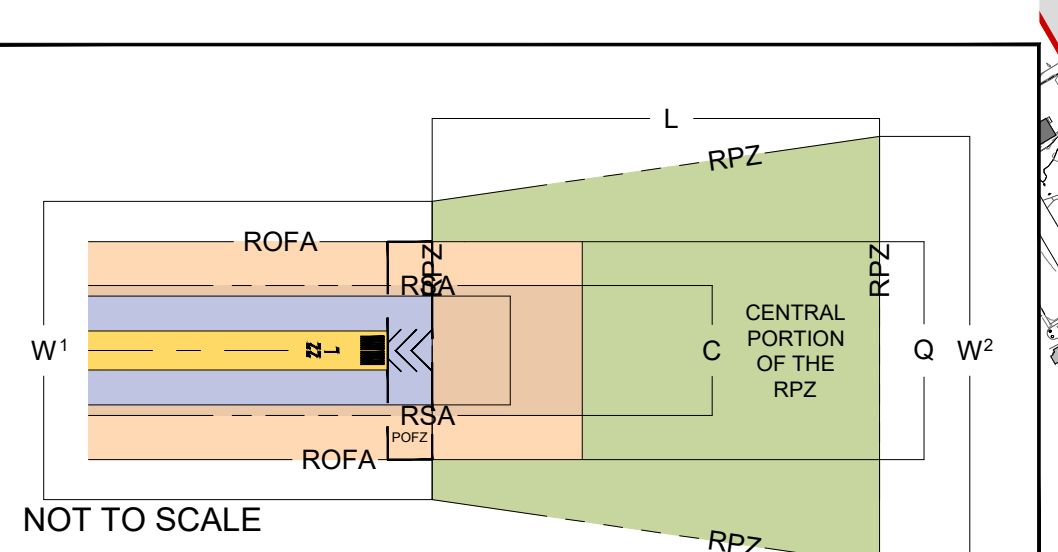 L
RPZ
ROFA
RPZ
RPZ
RSA
CENTRAL
PORTION
OF THE
RPZ
W¹
C
Q
W²
RSA
POFZ
ROFA
NOT TO SCALE
RPZ